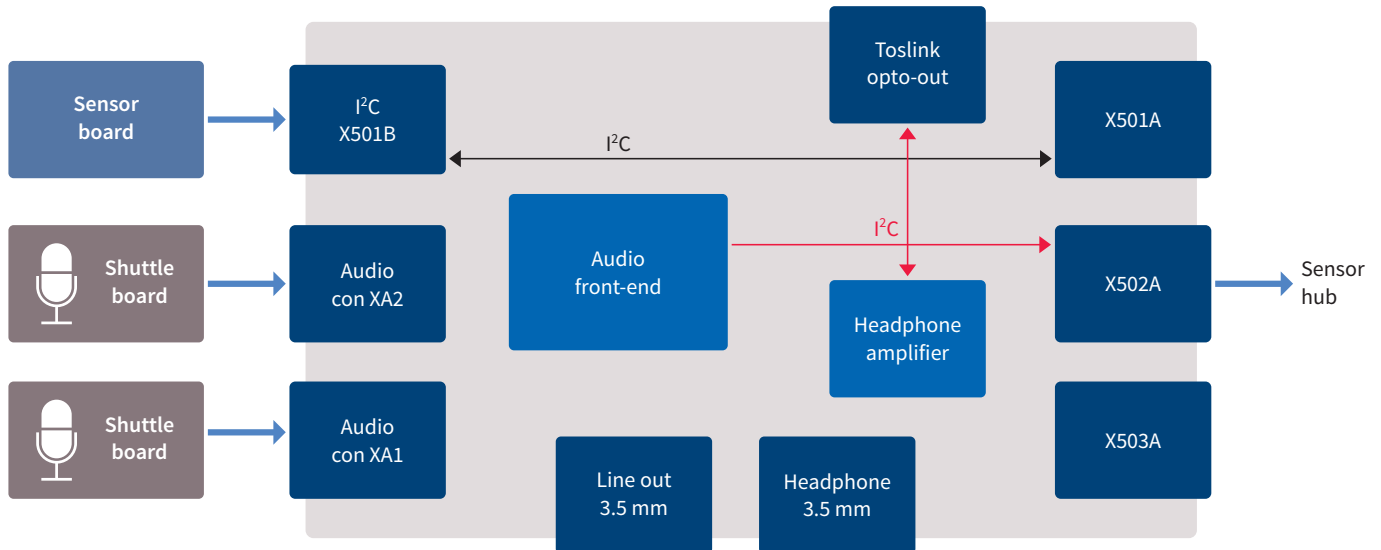 Sensor
board
I²C
X501B
Toslink
opto-out
X501A
I²C
Shuttle
board
Audio
con XA2
Audio
front-end
I²C
Headphone
amplifier
X502A
Sensor
hub
Shuttle
board
Audio
con XA1
Line out
3.5 mm
Headphone
3.5 mm
X503A